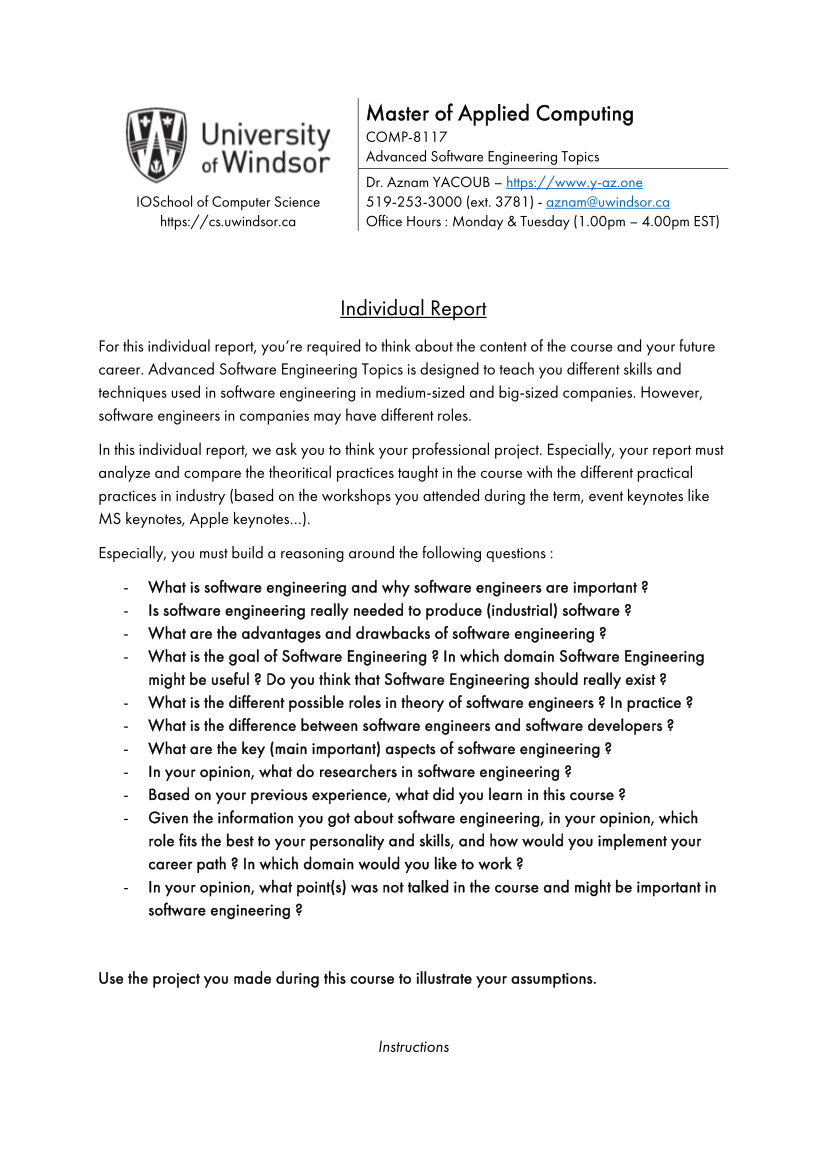 University
of Windsor
IOSchool of Computer Science
https://cs.uwindsor.ca
Master of Applied Computing
COMP-8117
Advanced Software Engineering Topics
Dr. Aznam YACOUB – https://www.y-az.one
519-253-3000 (ext. 3781) - aznam@uwindsor.ca
Office Hours : Monday & Tuesday (1.00pm – 4.00pm EST)
Individual Report
For this individual report, you're required to think about the content of the course and your future
career. Advanced Software Engineering Topics is designed to teach you different skills and
techniques used in software engineering in medium-sized and big-sized companies. However,
software engineers in companies may have different roles.
In this individual report, we ask you to think your professional project. Especially, your report must
analyze and compare the theoritical practices taught in the course with the different practical
practices in industry (based on the workshops you attended during the term, event keynotes like
MS keynotes, Apple keynotes…).
Especially, you must build a reasoning around the following questions :
- What is software engineering and why software engineers are important ?
- Is software engineering really needed to produce (industrial) software ?
- What are the advantages and drawbacks of software engineering ?
- What is the goal of Software Engineering ? In which domain Software Engineering
might be useful ? Do you think that Software Engineering should really exist ?
- What is the different possible roles in theory of software engineers ? In practice ?
- What is the difference between software engineers and software developers ?
- What are the key (main important) aspects of software engineering ?
- In your opinion, what do researchers in software engineering ?
- Based on your previous experience, what did you learn in this course ?
- Given the information you got about software engineering, in your opinion, which
role fits the best to your personality and skills, and how would you implement your
career path ? In which domain would you like to work ?
- In your opinion, what point(s) was not talked in the course and might be important in
software engineering ?
Use the project you made during this course to illustrate your assumptions.
Instructions